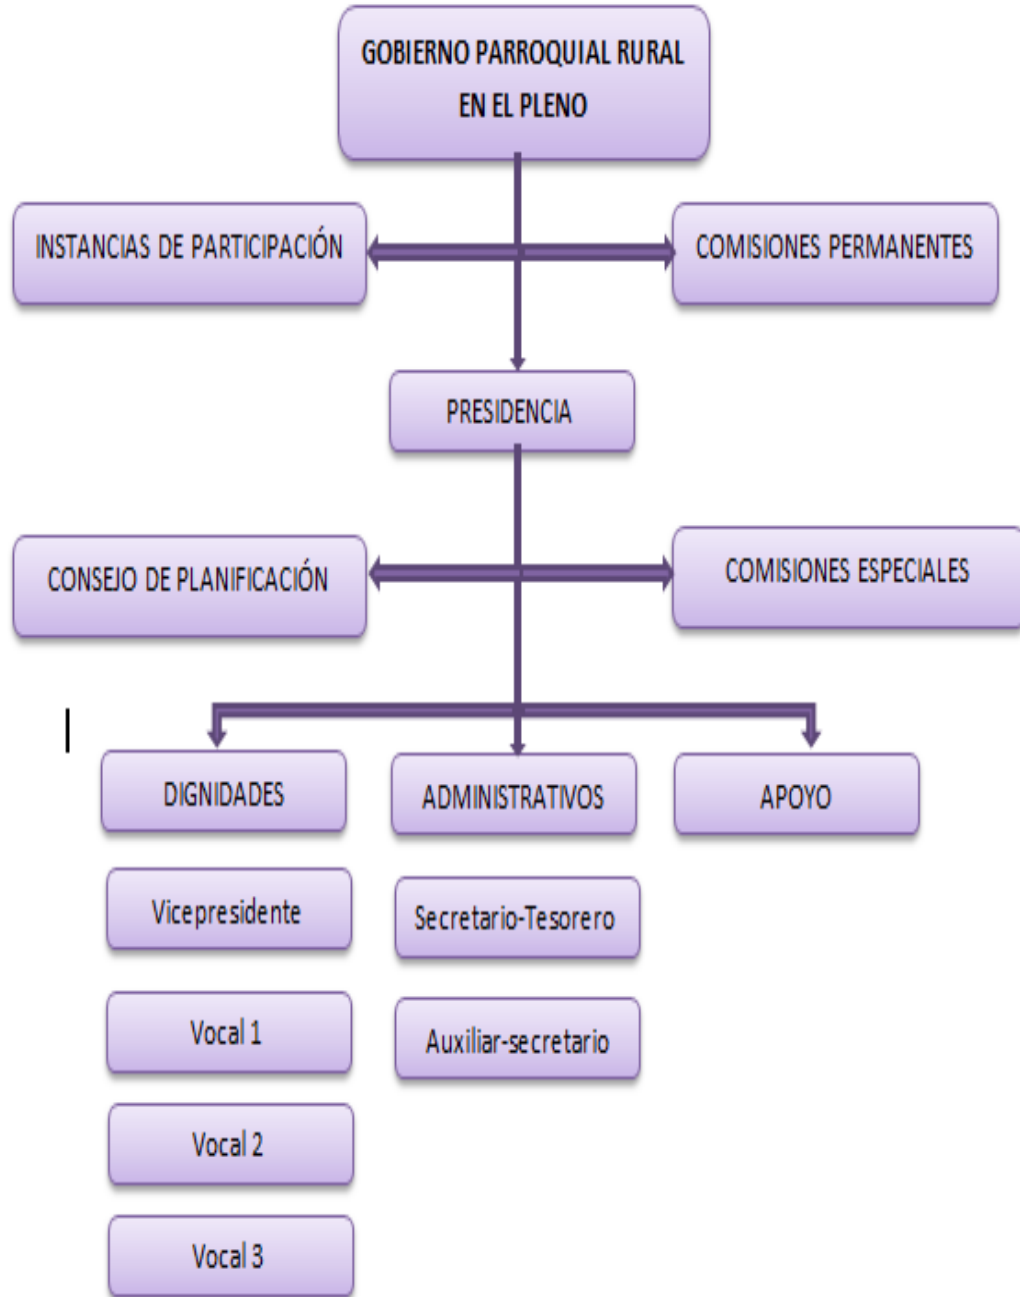 GOBIERNO PARROQUIAL RURAL
EN EL PLENO
INSTANCIAS DE PARTICIPACIÓN
COMISIONES PERMANENTES
PRESIDENCIA
CONSEJO DE PLANIFICACIÓN
COMISIONES ESPECIALES
DIGNIDADES
ADMINISTRATIVOS
APOYO
Vicepresidente
Secretario-Tesorero
Vocal 1
Auxiliar-secretario
Vocal 2
Vocal 3